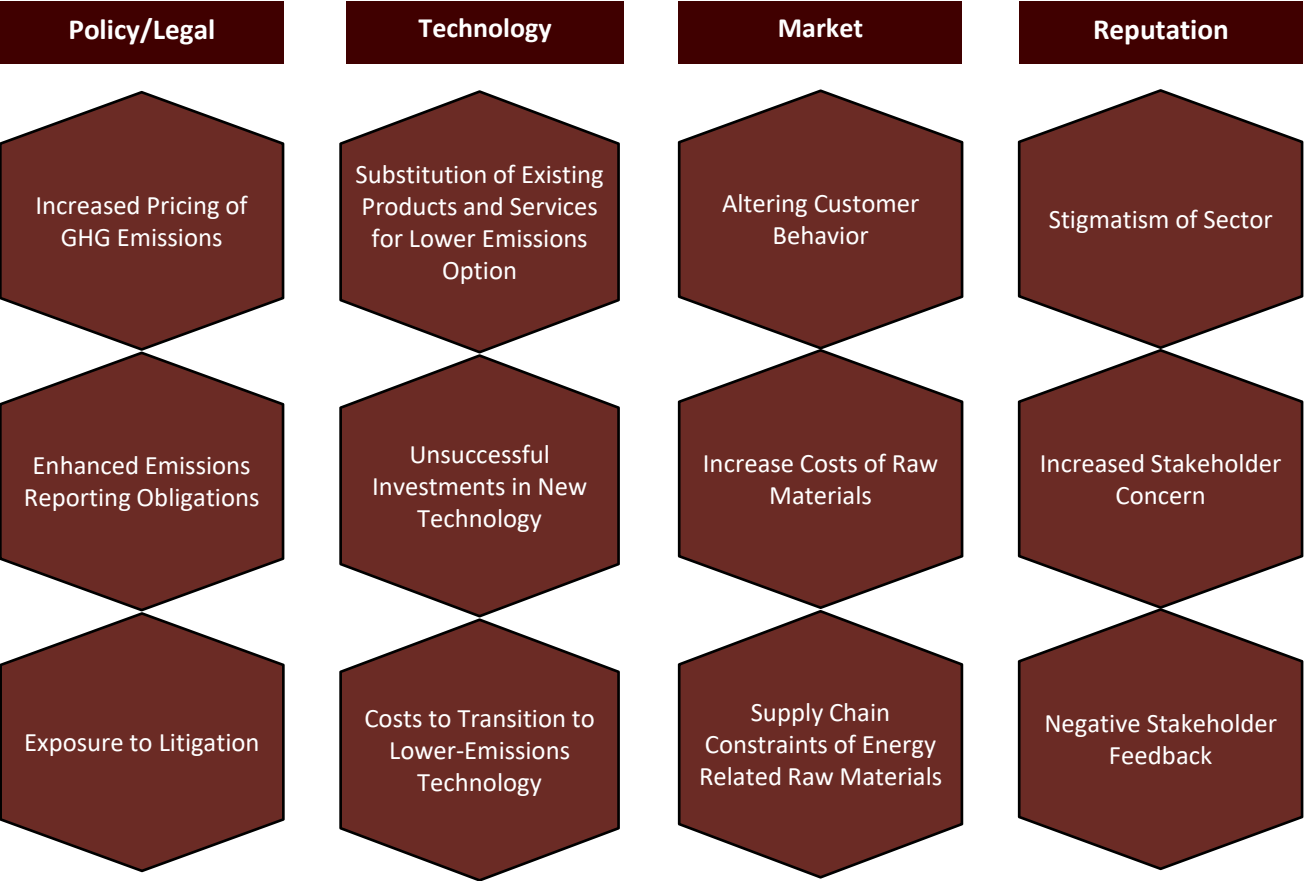 Policy/Legal
Increased Pricing of
GHG Emissions
Enhanced Emissions
Reporting Obligations
Exposure to Litigation
Technology
Substitution of Existing
Products and Services
for Lower Emissions
Option
Unsuccessful
Investments in New
Technology
Costs to Transition to
Lower-Emissions
Technology
Market
Altering Customer
Behavior
Increase Costs of Raw
Materials
Supply Chain
Constraints of Energy
Related Raw Materials
Reputation
Stigmatism of Sector
Increased Stakeholder
Concern
Negative Stakeholder
Feedback